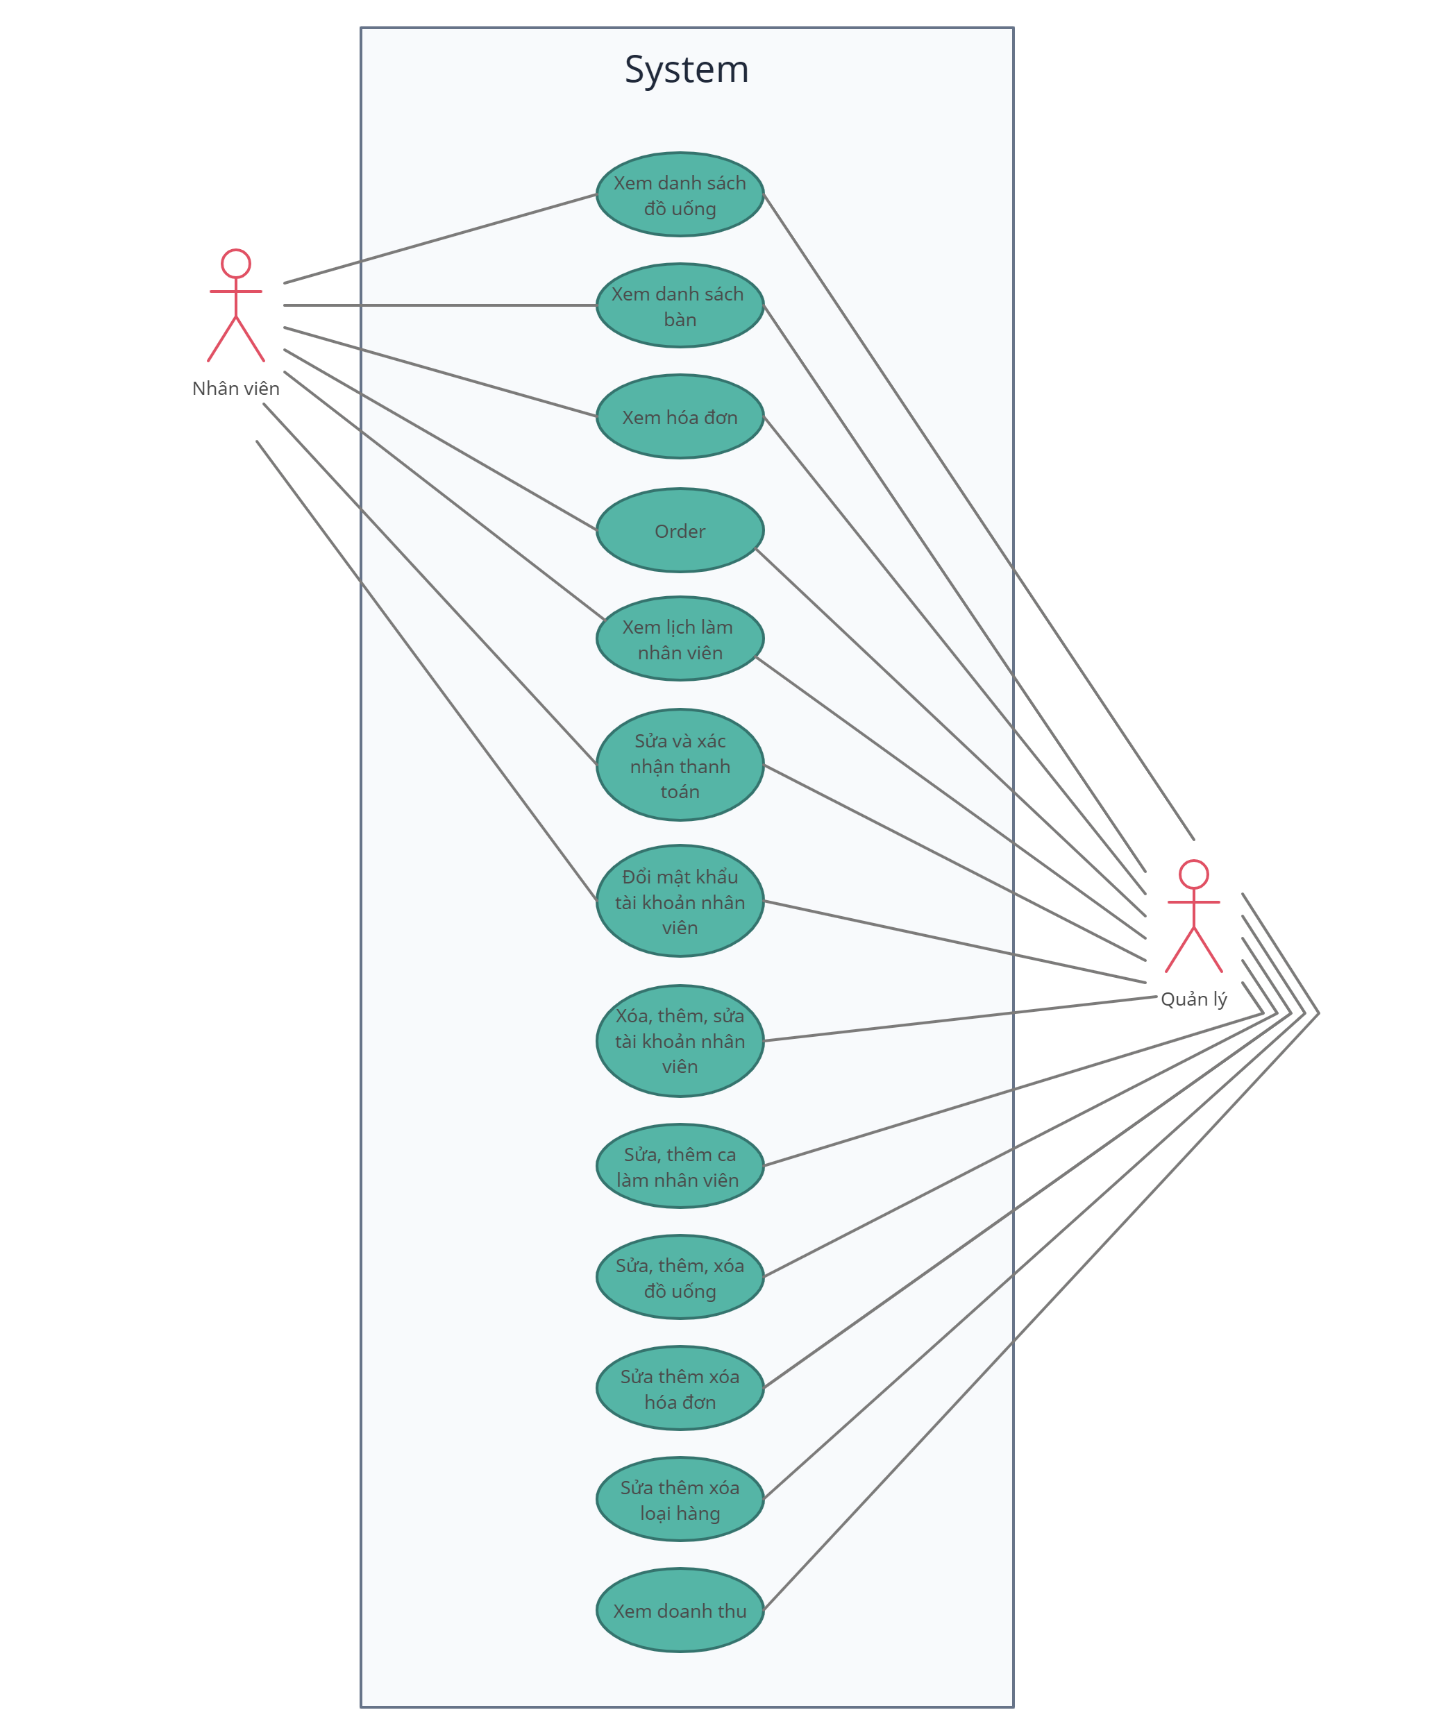 System
Xem danh sách
đồ uống
Xem danh sách
bàn
Nhân viên
Xem hóa đơn
Order
Xem lịch làm
nhân viên
Sửa và xác
nhận thanh
toán
Đổi mật khẩu
tài khoản nhân
viên
Quản lý
Xóa, thêm, sửa
tài khoản nhân
viên
Sửa, thêm ca
làm nhân viên
Sửa, thêm, xóa
đồ uống
Sửa thêm xóa
hóa đơn
Sửa thêm xóa
loại hàng
Xem doanh thu